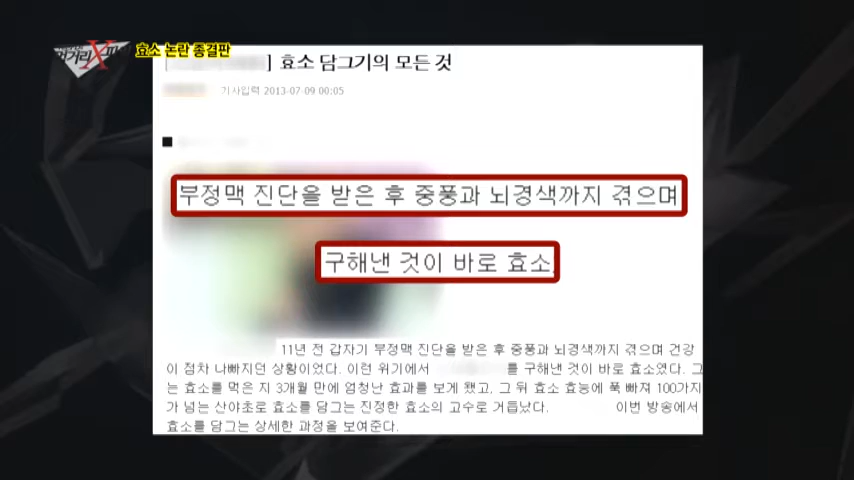 먹거리X파일
효소 논란 종결판
] 효소 담그기의 모든 것
기사입력 2013-07-09 00:05
부정맥 진단을 받은 후 중풍과 뇌경색까지 겪으며
구해낸 것이 바로 효소.
11년 전 갑자기 부정맥 진단을 받은 후 중풍과 뇌경색까지 겪으며 건강
이 점차 나빠지던 상황이었다. 이런 위기에서 를 구해낸 것이 바로 효소였다. 그
는 효소를 먹은 지 3개월 만에 엄청난 효과를 보게 됐고, 그 뒤 효소 효능에 푹 빠져 100가지
가 넘는 산야초로 효소를 담그는 진정한 효소의 고수로 거듭났다. 이번 방송에서
효소를 담그는 상세한 과정을 보여준다.